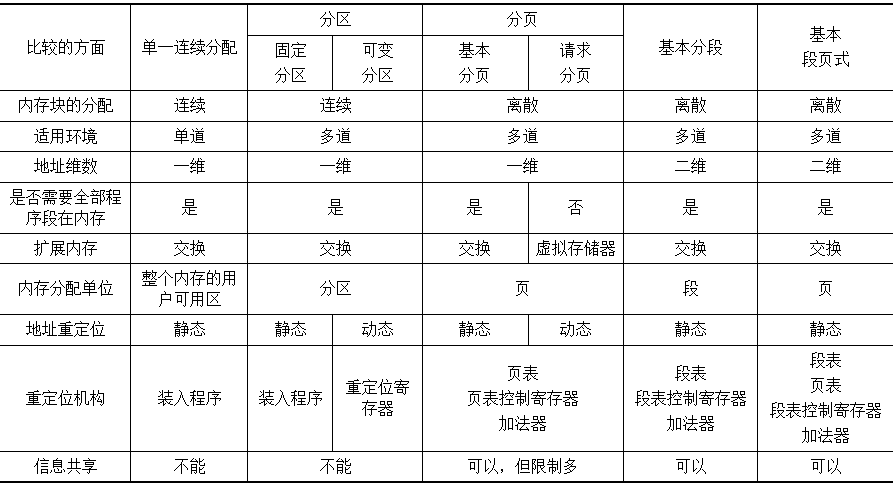 比较的方面 单一连续分配 分区 分页 基本分段 基本
段页式
固定
分区 可变
分区 基本
分页 请求
分页
内存块的分配 连续 连续 离散 离散 离散
适用环境 单道 多道 多道 多道 多道
地址维数 一维 一维 一维 二维 二维
是否需要全部程
序段在内存 是 是 是 否 是 是
扩展内存 交换 交换 交换 虚拟存储器 交换 交换
内存分配单位 整个内存的用
户可用区 分区 页 段 页
地址重定位 静态 静态 动态 静态 动态 静态 静态
重定位机构 装入程序 装入程序 重定位寄
存器 页表
页表控制寄存器
加法器 段表
段表控制寄存器
加法器 段表
页表
段表控制寄存器
加法器
信息共享 不能 不能 可以，但限制多 可以 可以